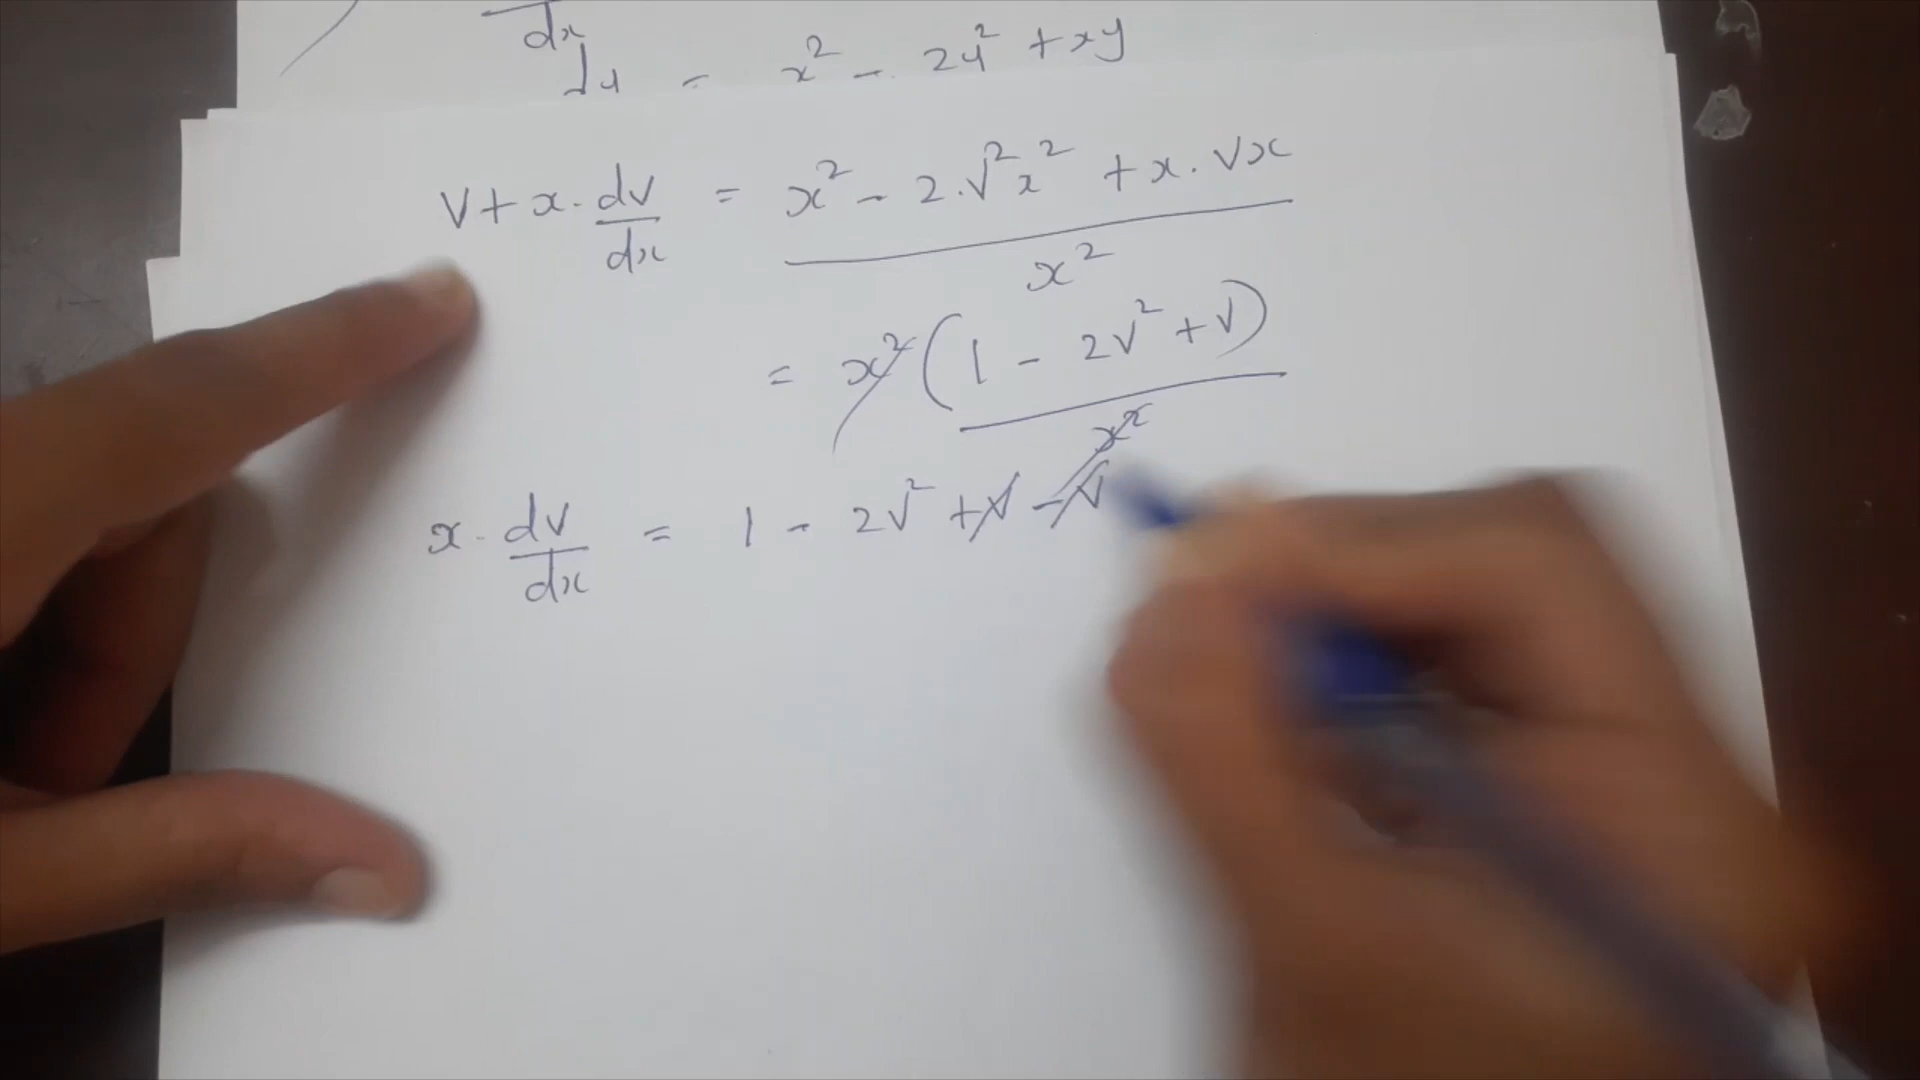 dx
dy = x² - 2y² + xy
v + x · dv/dx = (x² - 2·v²x² + x·vx)/x²
= x²(1 - 2v² + v)/x²
x · dv/dx = 1 - 2v² + v - v